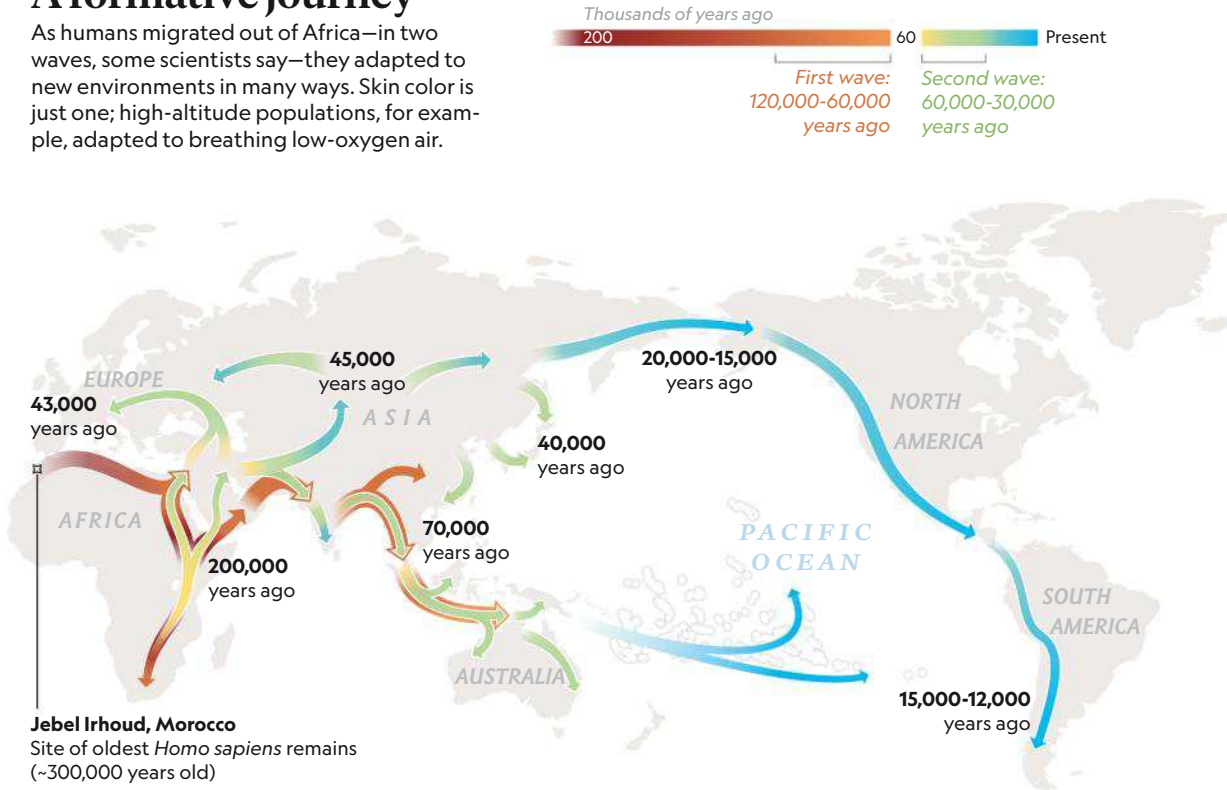 A formative journey
As humans migrated out of Africa—in two
waves, some scientists say—they adapted to
new environments in many ways. Skin color is
just one; high-altitude populations, for exam-
ple, adapted to breathing low-oxygen air.
Thousands of years ago
200
60
Present
First wave:
120,000-60,000
years ago
Second wave:
60,000-30,000
years ago
EUROPE
43,000
years ago
45,000
years ago
ASIA
20,000-15,000
years ago
NORTH
AMERICA
40,000
years ago
AFRICA
200,000
years ago
70,000
years ago
PACIFIC
OCEAN
SOUTH
AMERICA
AUSTRALIA
15,000-12,000
years ago
Jebel Irhoud, Morocco
Site of oldest Homo sapiens remains
(~300,000 years old)